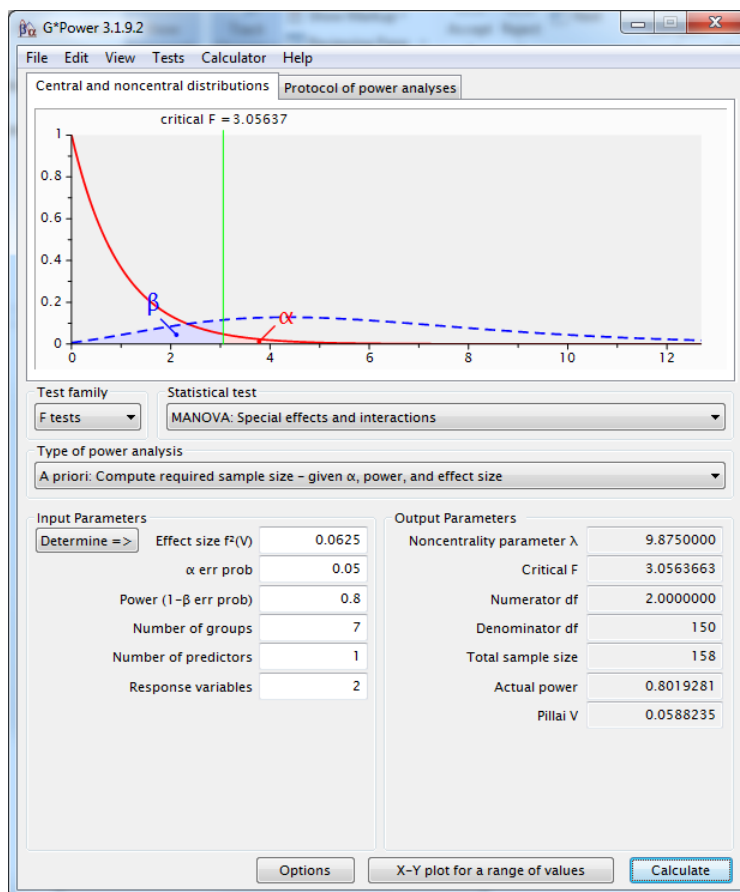 G*Power 3.1.9.2
File Edit View Tests Calculator Help
Central and noncentral distributions Protocol of power analyses
critical F = 3.05637
1
0.8
0.6
0.4
0.2
0
β
α
0 2 4 6 8 10 12
Test family Statistical test
F tests MANOVA: Special effects and interactions
Type of power analysis
A priori: Compute required sample size - given α, power, and effect size
Input Parameters Output Parameters
Determine => Effect size f²(V) 0.0625 Noncentrality parameter λ 9.8750000
α err prob 0.05 Critical F 3.0563663
Power (1-β err prob) 0.8 Numerator df 2.0000000
Number of groups 7 Denominator df 150
Number of predictors 1 Total sample size 158
Response variables 2 Actual power 0.8019281
Pillai V 0.0588235
Options X-Y plot for a range of values Calculate